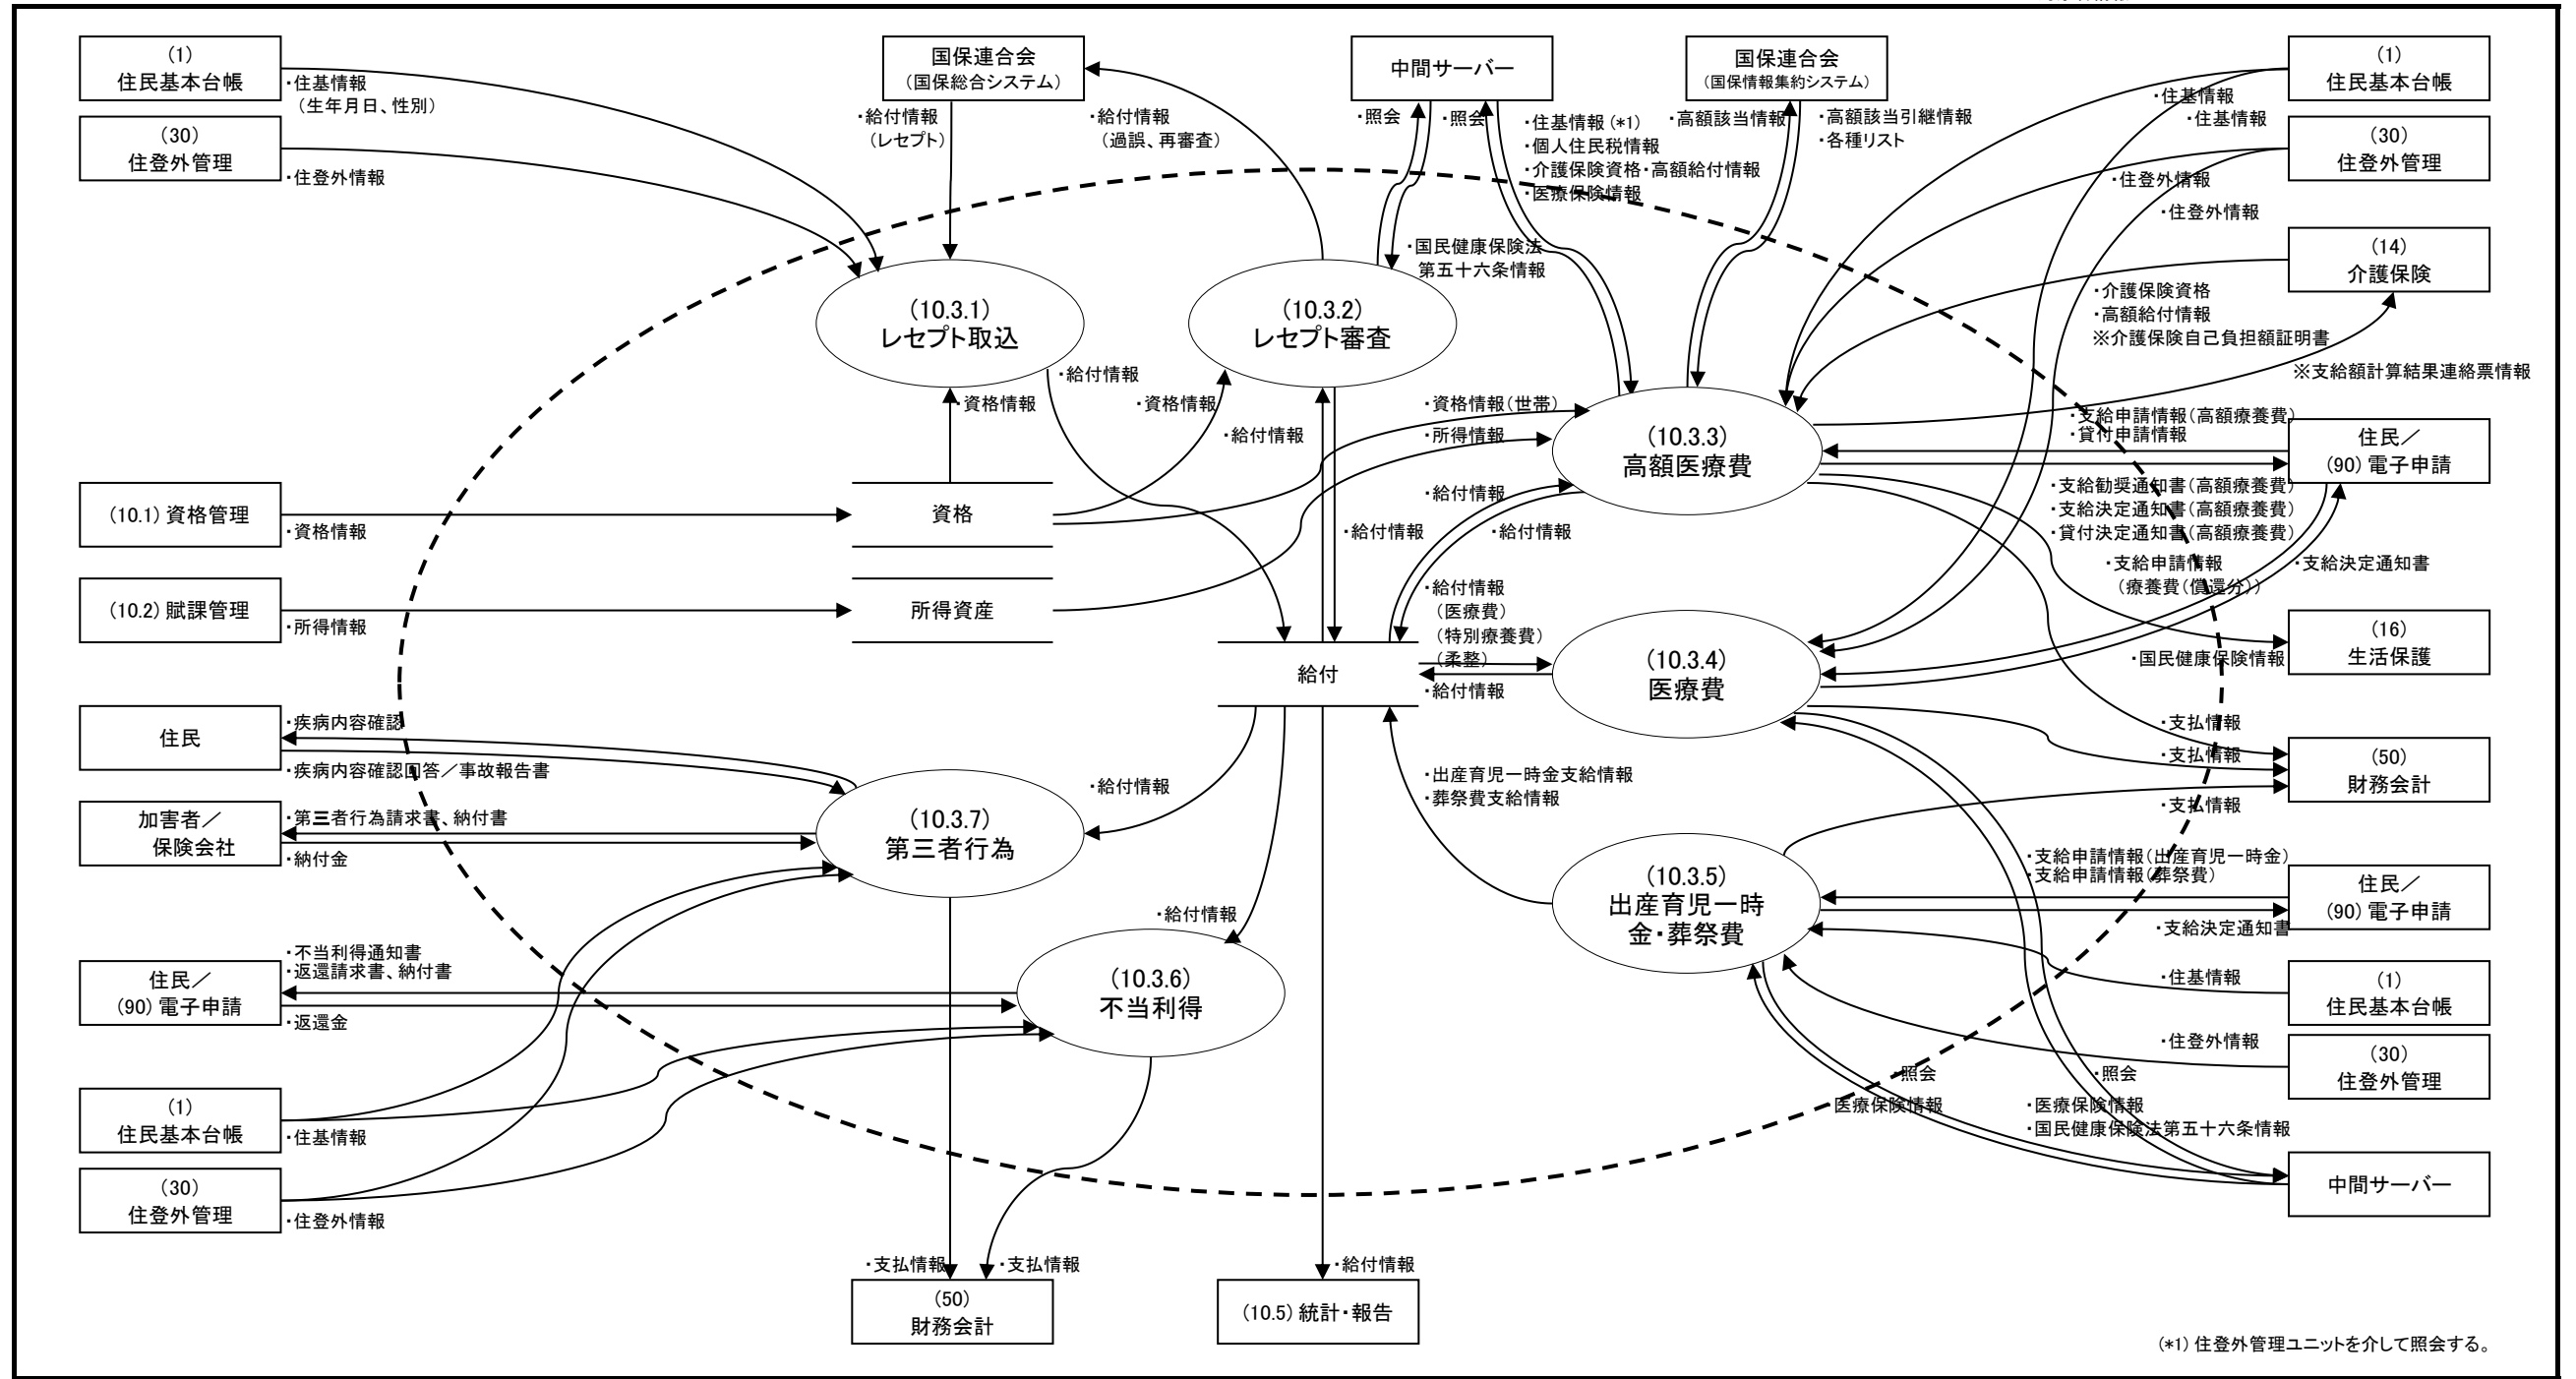 (1)
住民基本台帳
・住基情報
（生年月日、性別）
(30)
住登外管理
・住登外情報
国保連合会
（国保総合システム）
・給付情報
（レセプト）
・給付情報
（過誤、再審査）
中間サーバー
・照会
・照会
・住基情報(*1)
・個人住民税情報
・介護保険資格・高額給付情報
・医療保険情報
・国民健康保険法
第五十六条情報
国保連合会
（国保情報集約システム）
・高額該当情報
・高額該当引継情報
・各種リスト
(1)
住民基本台帳
・住基情報
・住基情報
(30)
住登外管理
・住登外情報
・住登外情報
(14)
介護保険
・介護保険資格
・高額給付情報
※介護保険自己負担額証明書
※支給額計算結果連絡票情報
(10.3.1)
レセプト取込
(10.3.2)
レセプト審査
(10.3.3)
高額医療費
・給付情報
・資格情報
・資格情報
・給付情報
・資格情報（世帯）
・所得情報
・給付情報
・給付情報
・給付情報
・支給申請情報（高額療養費）
・貸付申請情報
住民／
(90)電子申請
・支給勧奨通知書（高額療養費）
・支給決定通知書（高額療養費）
・貸付決定通知書（高額療養費）
・支給申請情報
（療養費（償還分））
・支給決定通知書
(10.1)資格管理
・資格情報
資格
(10.2)賦課管理
・所得情報
所得資産
給付
・給付情報
（医療費）
（特別療養費）
（柔整）
・給付情報
(10.3.4)
医療費
(16)
生活保護
・国民健康保険情報
・支払情報
・支払情報
・支払情報
(50)
財務会計
住民
・疾病内容確認
・疾病内容確認回答／事故報告書
加害者／
保険会社
・第三者行為請求書、納付書
・納付金
(10.3.7)
第三者行為
・給付情報
・出産育児一時金支給情報
・葬祭費支給情報
(10.3.5)
出産育児一時
金・葬祭費
・支給申請情報（出産育児一時金）
・支給申請情報（葬祭費）
住民／
(90)電子申請
・支給決定通知書
・住基情報
(1)
住民基本台帳
・住登外情報
(30)
住登外管理
・不当利得通知書
・返還請求書、納付書
住民／
(90)電子申請
・返還金
・給付情報
(10.3.6)
不当利得
・照会
・照会
医療保険情報
・医療保険情報
・国民健康保険法第五十六条情報
中間サーバー
(1)
住民基本台帳
・住基情報
(30)
住登外管理
・住登外情報
・支払情報
・支払情報
・給付情報
(50)
財務会計
(10.5)統計・報告
(*1)住登外管理ユニットを介して照会する。